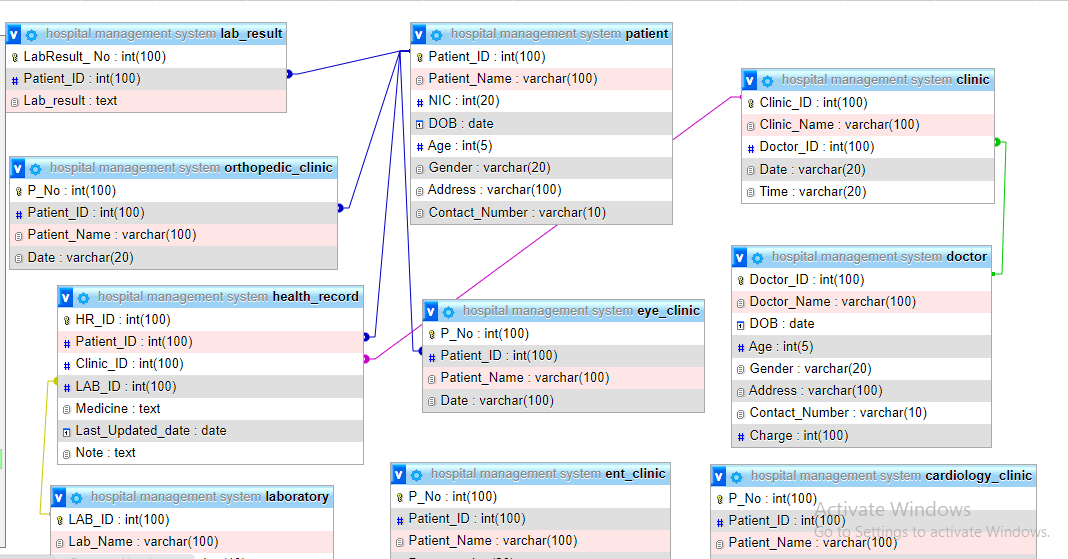 hospital management system lab_result
LabResult_ No : int(100)
Patient_ID : int(100)
Lab_result : text
hospital management system patient
Patient_ID : int(100)
Patient_Name : varchar(100)
NIC : int(20)
DOB : date
Age : int(5)
Gender : varchar(20)
Address : varchar(100)
Contact_Number : varchar(10)
hospital management system clinic
Clinic_ID : int(100)
Clinic_Name : varchar(100)
Doctor_ID : int(100)
Date : varchar(20)
Time : varchar(20)
hospital management system orthopedic_clinic
P_No : int(100)
Patient_ID : int(100)
Patient_Name : varchar(100)
Date : varchar(20)
hospital management system doctor
Doctor_ID : int(100)
Doctor_Name : varchar(100)
DOB : date
Age : int(5)
Gender : varchar(20)
Address : varchar(100)
Contact_Number : varchar(10)
Charge : int(100)
hospital management system health_record
HR_ID : int(100)
Patient_ID : int(100)
Clinic_ID : int(100)
LAB_ID : int(100)
Medicine : text
Last_Updated_date : date
Note : text
hospital management system eye_clinic
P_No : int(100)
Patient_ID : int(100)
Patient_Name : varchar(100)
Date : varchar(100)
hospital management system laboratory
LAB_ID : int(100)
Lab_Name : varchar(100)
hospital management system ent_clinic
P_No : int(100)
Patient_ID : int(100)
Patient_Name : varchar(100)
hospital management system cardiology_clinic
P_No : int(100)
Patient_ID : int(100)
Patient_Name : varchar(100)
Activate Windows
Go to Settings to activate Windows.